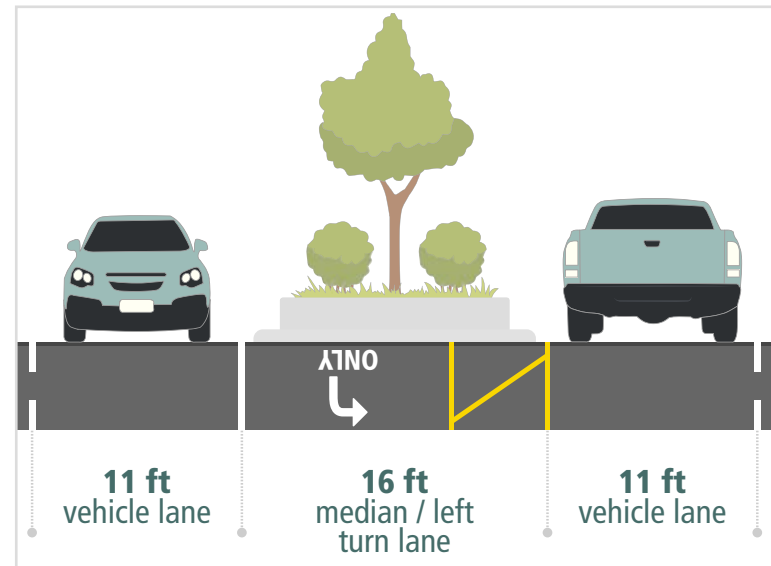 ONLY
11 ft
vehicle lane
16 ft
median / left
turn lane
11 ft
vehicle lane